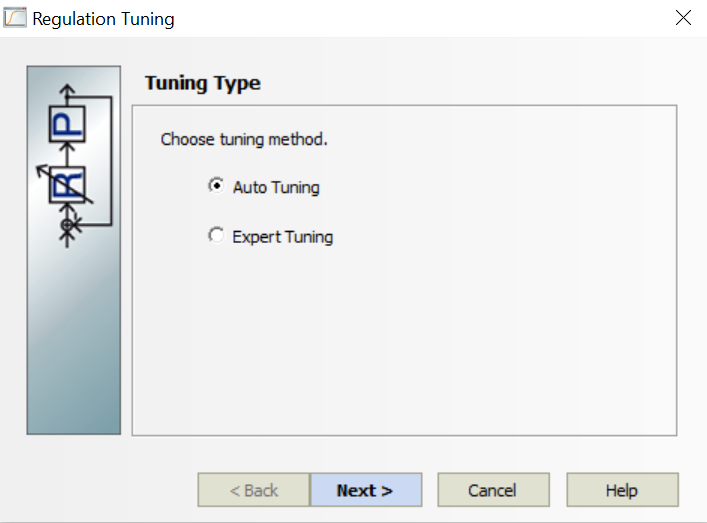 Regulation Tuning
Tuning Type
Choose tuning method.
Auto Tuning
Expert Tuning
P
R
< Back
Next >
Cancel
Help